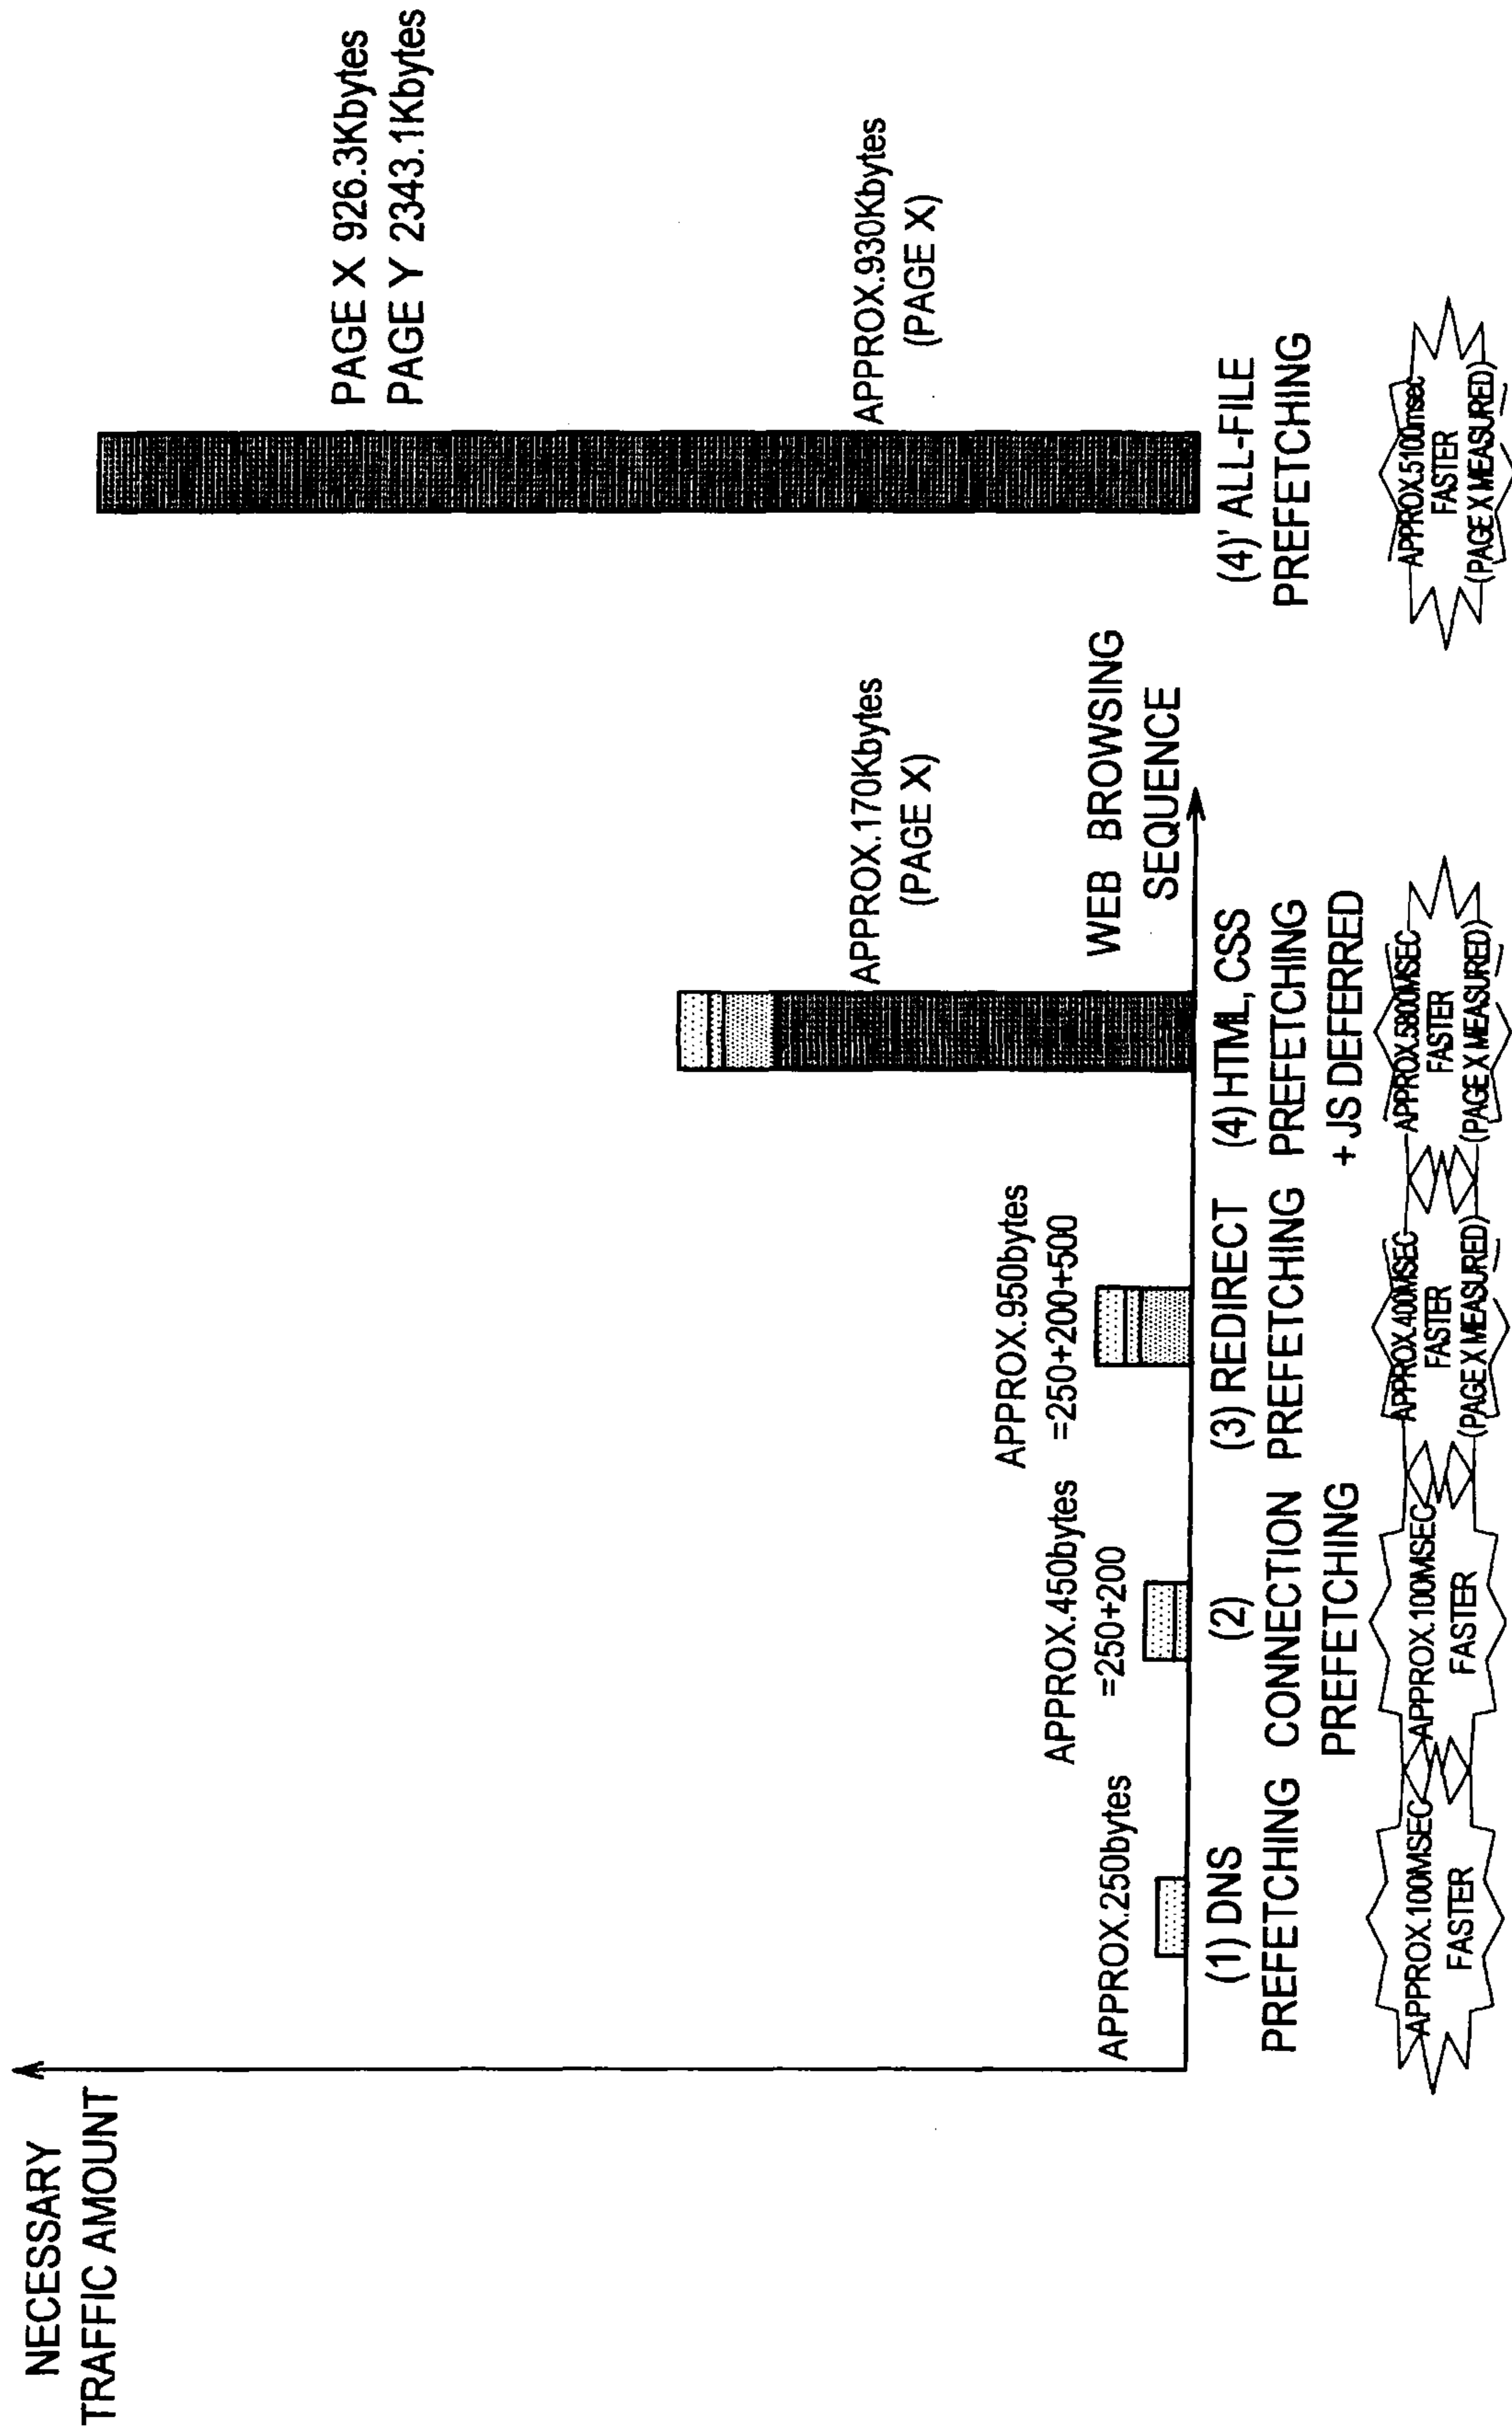 NECESSARY
TRAFFIC AMOUNT
PAGE X 926.3Kbytes
PAGE Y 2343.1Kbytes
APPROX.250bytes
APPROX.450bytes
=250+200
APPROX.950bytes
=250+200+500
APPROX.170Kbytes
(PAGE X)
APPROX.930Kbytes
(PAGE X)
WEB BROWSING
SEQUENCE
(1) DNS
PREFETCHING
(2)
CONNECTION
PREFETCHING
(3) REDIRECT
PREFETCHING
(4) HTML, CSS
PREFETCHING
+JS DEFERRED
(4)' ALL-FILE
PREFETCHING
APPROX.100MSEC
FASTER
APPROX.100MSEC
FASTER
APPROX.400MSEC
FASTER
(PAGE X MEASURED)
APPROX.5800MSEC
FASTER
(PAGE X MEASURED)
APPROX.5100msec
FASTER
(PAGE X MEASURED)